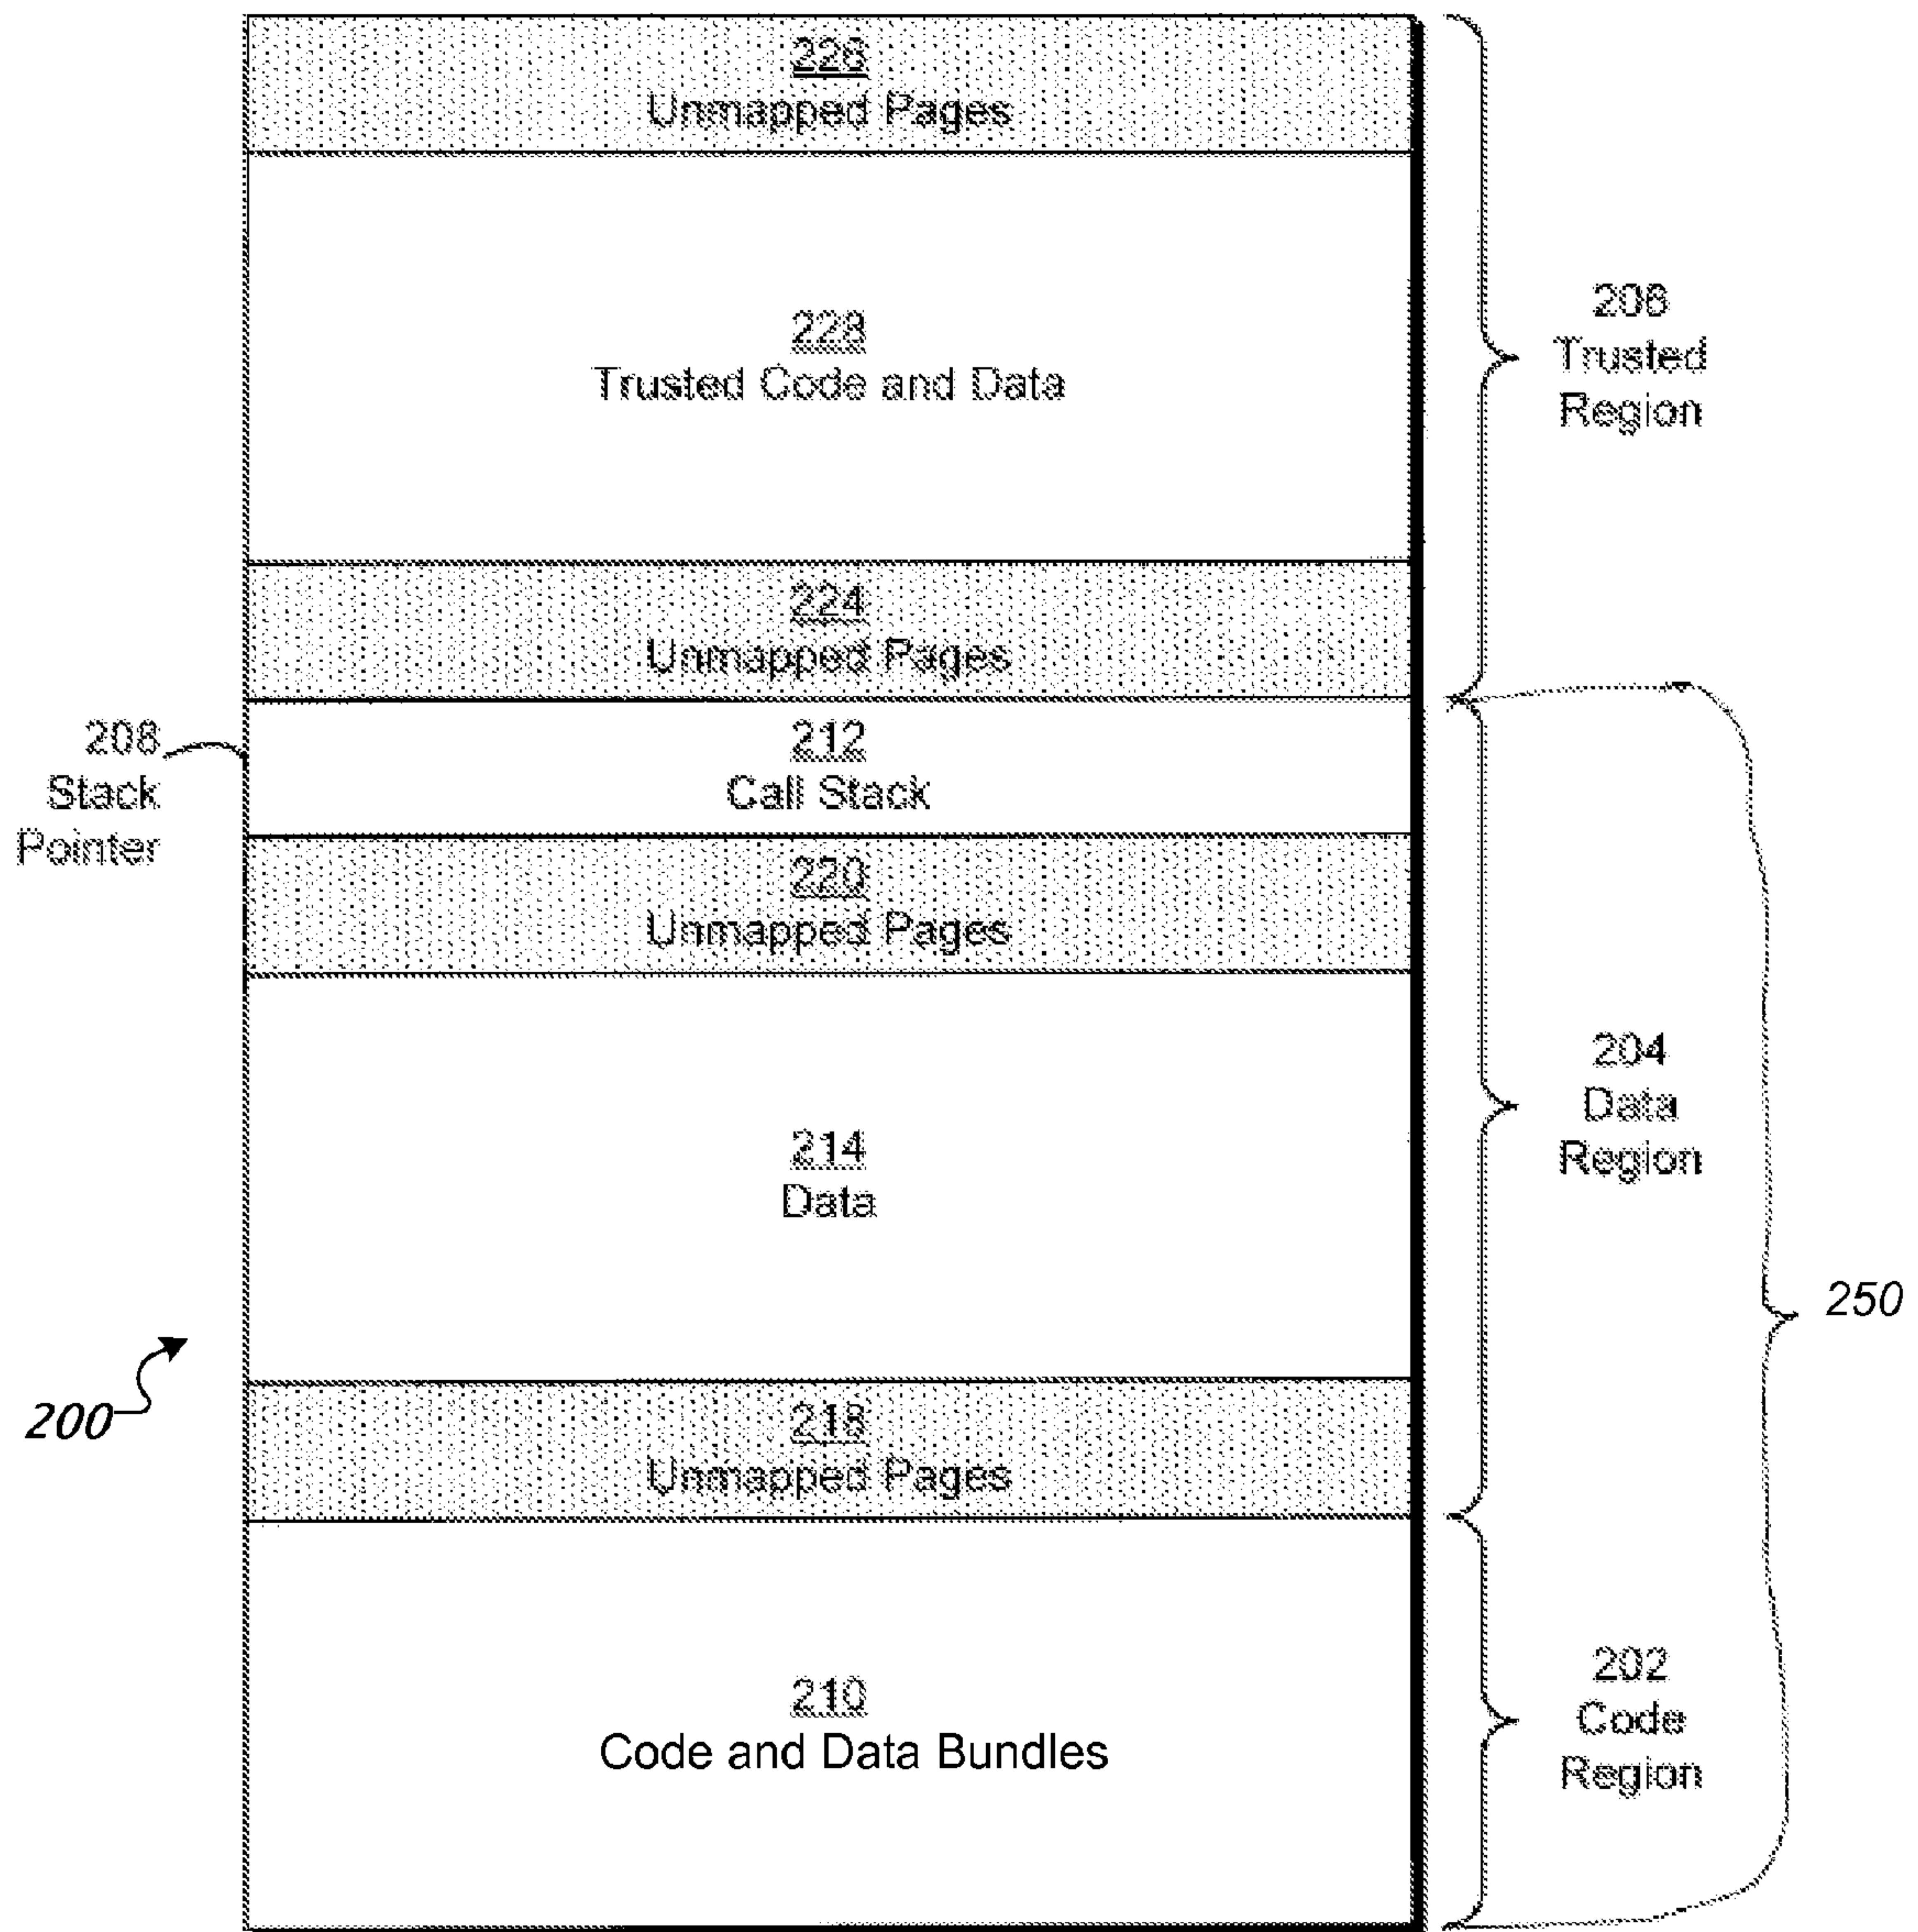 226
Unmapped Pages
228
Trusted Code and Data
206
Trusted
Region
224
Unmapped Pages
208
Stack
Pointer
212
Call Stack
220
Unmapped Pages
204
Data
Region
214
Data
250
200
218
Unmapped Pages
210
Code and Data Bundles
202
Code
Region